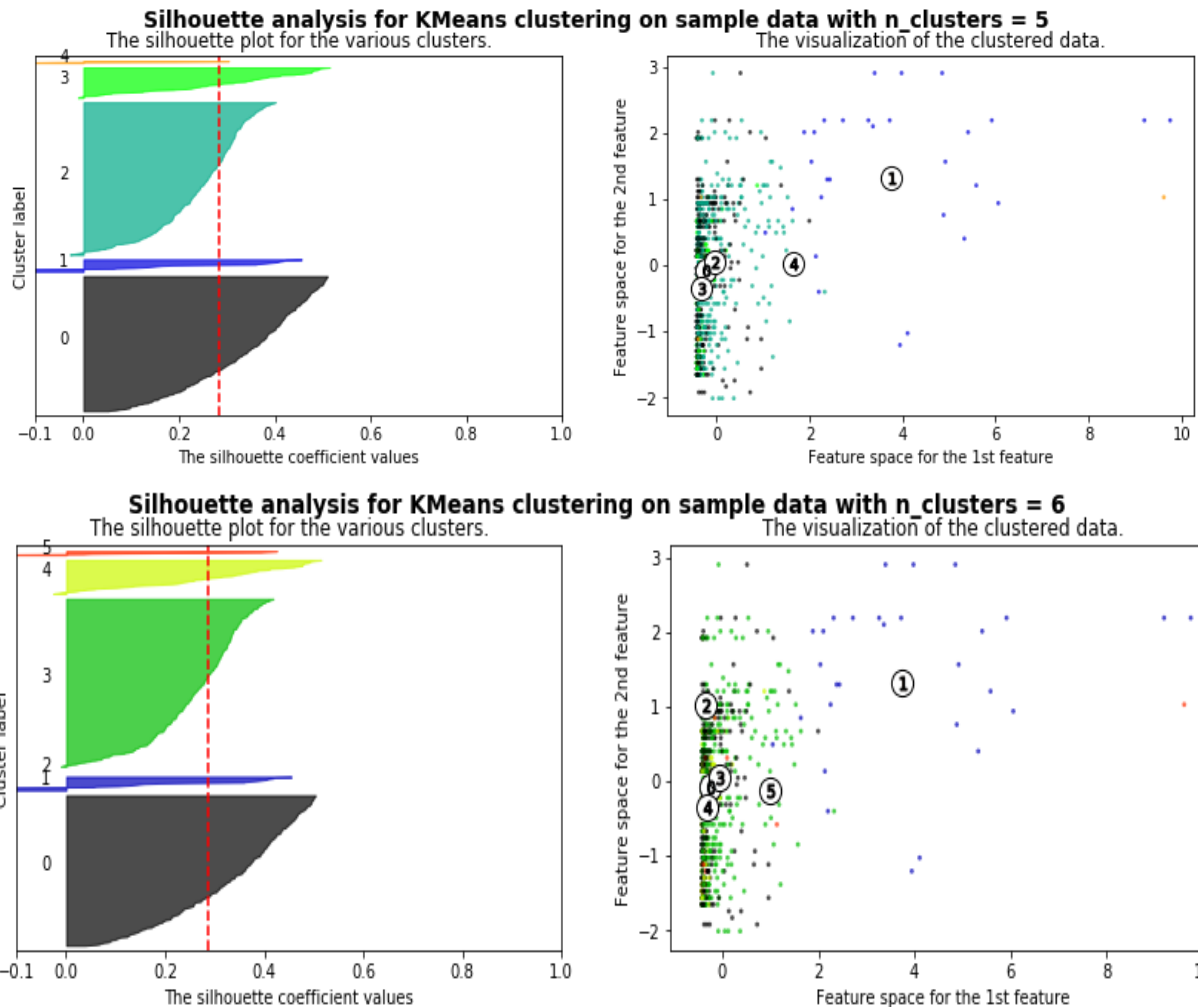 Silhouette analysis for KMeans clustering on sample data with n_clusters = 5
The silhouette plot for the various clusters.
4
3
2
1
0
Cluster label
−0.1 0.0 0.2 0.4 0.6 0.8 1.0
The silhouette coefficient values
The visualization of the clustered data.
3
2
1
0
−1
−2
Feature space for the 2nd feature
1
2
4
0
3
0 2 4 6 8 10
Feature space for the 1st feature
Silhouette analysis for KMeans clustering on sample data with n_clusters = 6
The silhouette plot for the various clusters.
5
4
3
2
1
0
Cluster label
−0.1 0.0 0.2 0.4 0.6 0.8 1.0
The silhouette coefficient values
The visualization of the clustered data.
3
2
1
0
−1
−2
Feature space for the 2nd feature
1
2
3
0
5
4
0 2 4 6 8 1
Feature space for the 1st feature